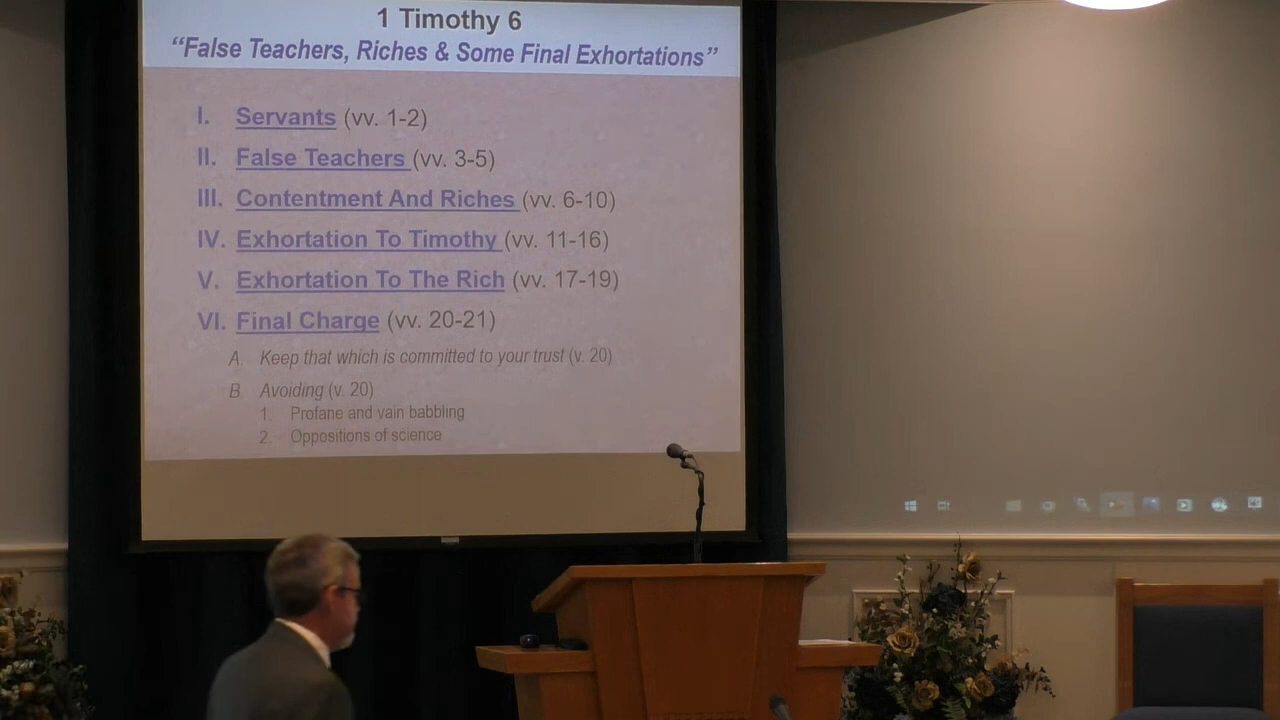 1 Timothy 6
“False Teachers, Riches & Some Final Exhortations”
I. Servants (vv. 1-2)
II. False Teachers (vv. 3-5)
III. Contentment And Riches (vv. 6-10)
IV. Exhortation To Timothy (vv. 11-16)
V. Exhortation To The Rich (vv. 17-19)
VI. Final Charge (vv. 20-21)
A. Keep that which is committed to your trust (v. 20)
B Avoiding (v. 20)
1. Profane and vain babbling
2. Oppositions of science